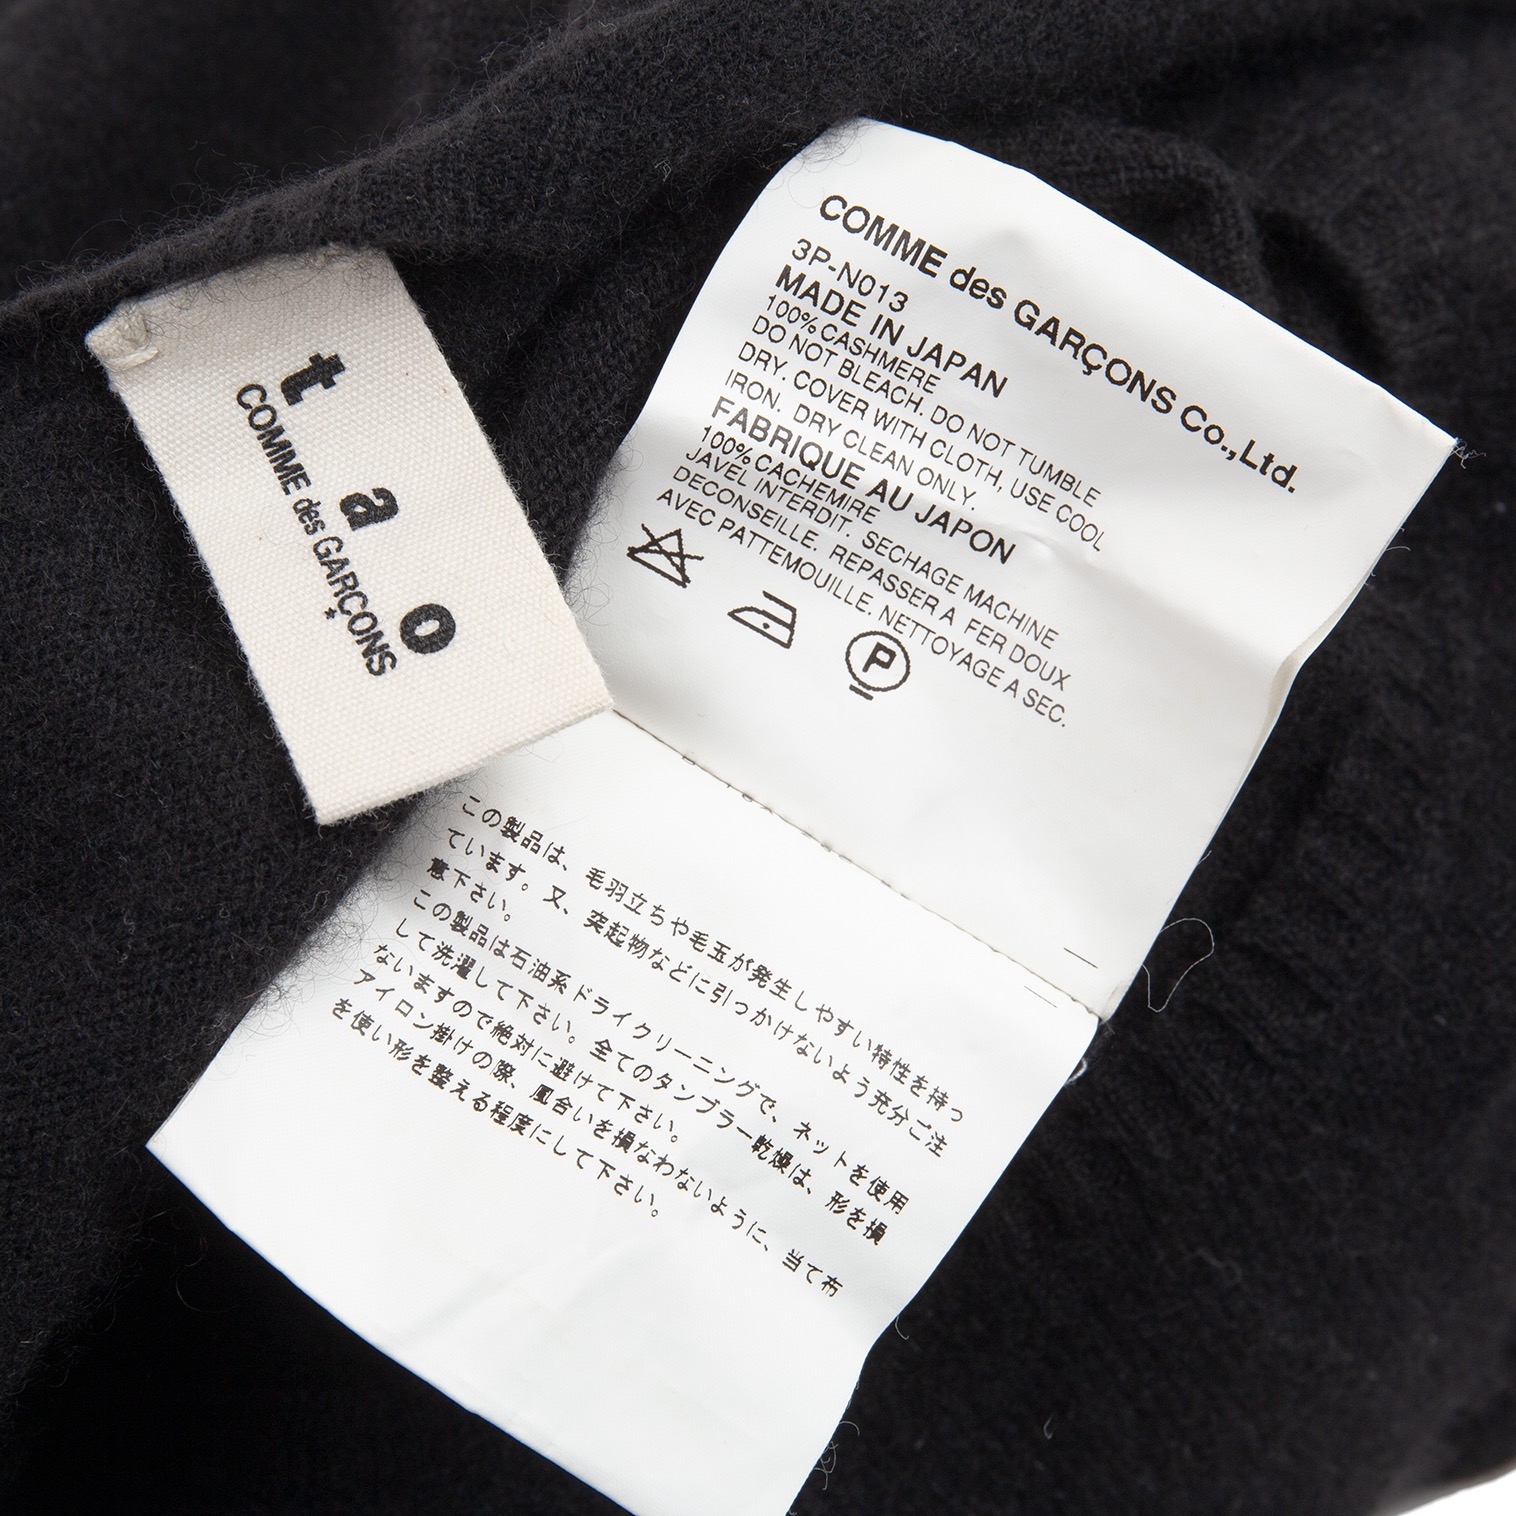 t a o
COMME des GARÇONS
COMME des GARÇONS Co., Ltd.
3P-N013
MADE IN JAPAN
100% CASHMERE
DO NOT BLEACH. DO NOT TUMBLE
DRY. COVER WITH CLOTH, USE COOL
IRON. DRY CLEAN ONLY.
FABRIQUE AU JAPON
100% CACHEMIRE
JAVEL INTERDIT. SECHAGE MACHINE
DECONSEILLE. REPASSER A FER DOUX
AVEC PATTEMOUILLE. NETTOYAGE A SEC.
P
この製品は、毛羽立ちや毛玉が発生しやすい特性を持っ
ています。又、突起物などに引っかけないよう充分ご注
意下さい。
この製品は石油系ドライクリーニングで、ネットを使用
して洗濯して下さい。全てのタンブラー乾燥は、形を損
ないますので絶対に避けて下さい。
アイロン掛けの際、風合いを損なわないように、当て布
を使い形を整える程度にして下さい。